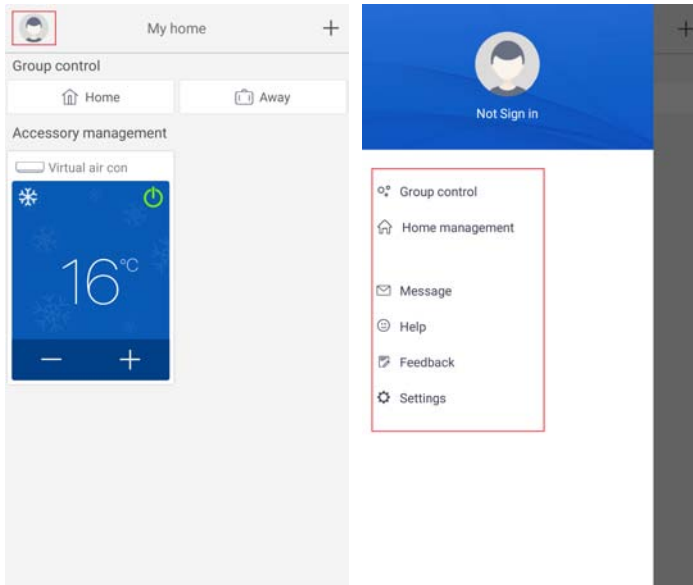 My home
+
Group control
Home
Away
Accessory management
Virtual air con
16°C
− +
Not Sign in
Group control
Home management
Message
Help
Feedback
Settings
+